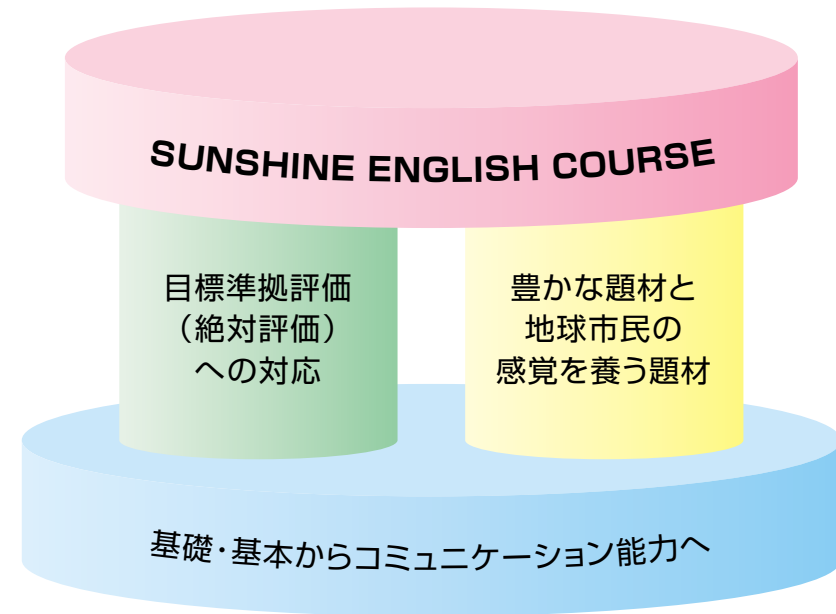 SUNSHINE ENGLISH COURSE
目標準拠評価
（絶対評価）
への対応
豊かな題材と
地球市民の
感覚を養う題材
基礎・基本からコミュニケーション能力へ